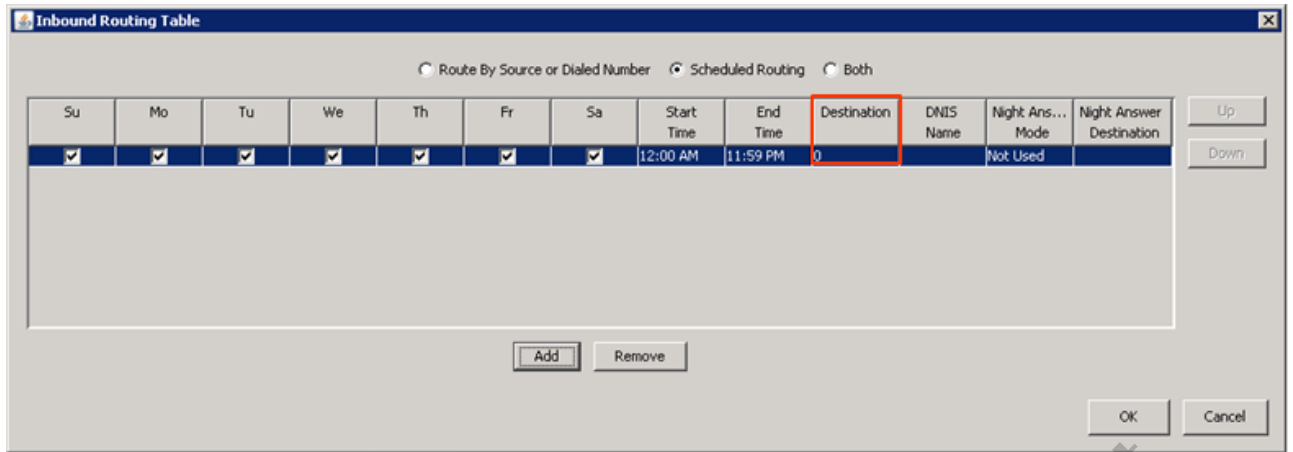 Inbound Routing Table
Route By Source or Dialed Number Scheduled Routing Both
Su Mo Tu We Th Fr Sa Start Time End Time Destination DNIS Name Night Ans... Mode Night Answer Destination
Up
12:00 AM 11:59 PM 0 Not Used
Down
Add Remove
OK Cancel